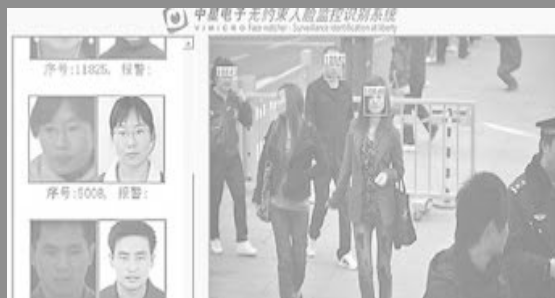 中星电子无约束人脸监控识别系统
VIMICRO Face watcher - Surveillance identification at liberty
序号:11825, 报警:
序号:5008, 报警: